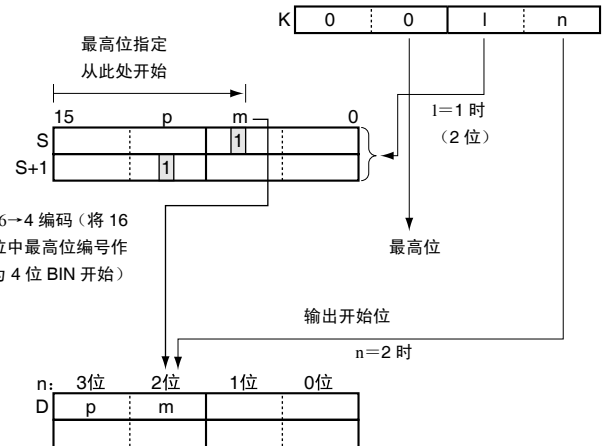 K 0 0 l n
最高位指定
从此处开始
l=1 时
(2 位)
15 p m 0
S 1
S+1 1
6→4 编码(将 16
位中最高位编号作
为 4 位 BIN 开始)
最高位
输出开始位
n=2 时
n: 3位 2位 1位 0位
D p m